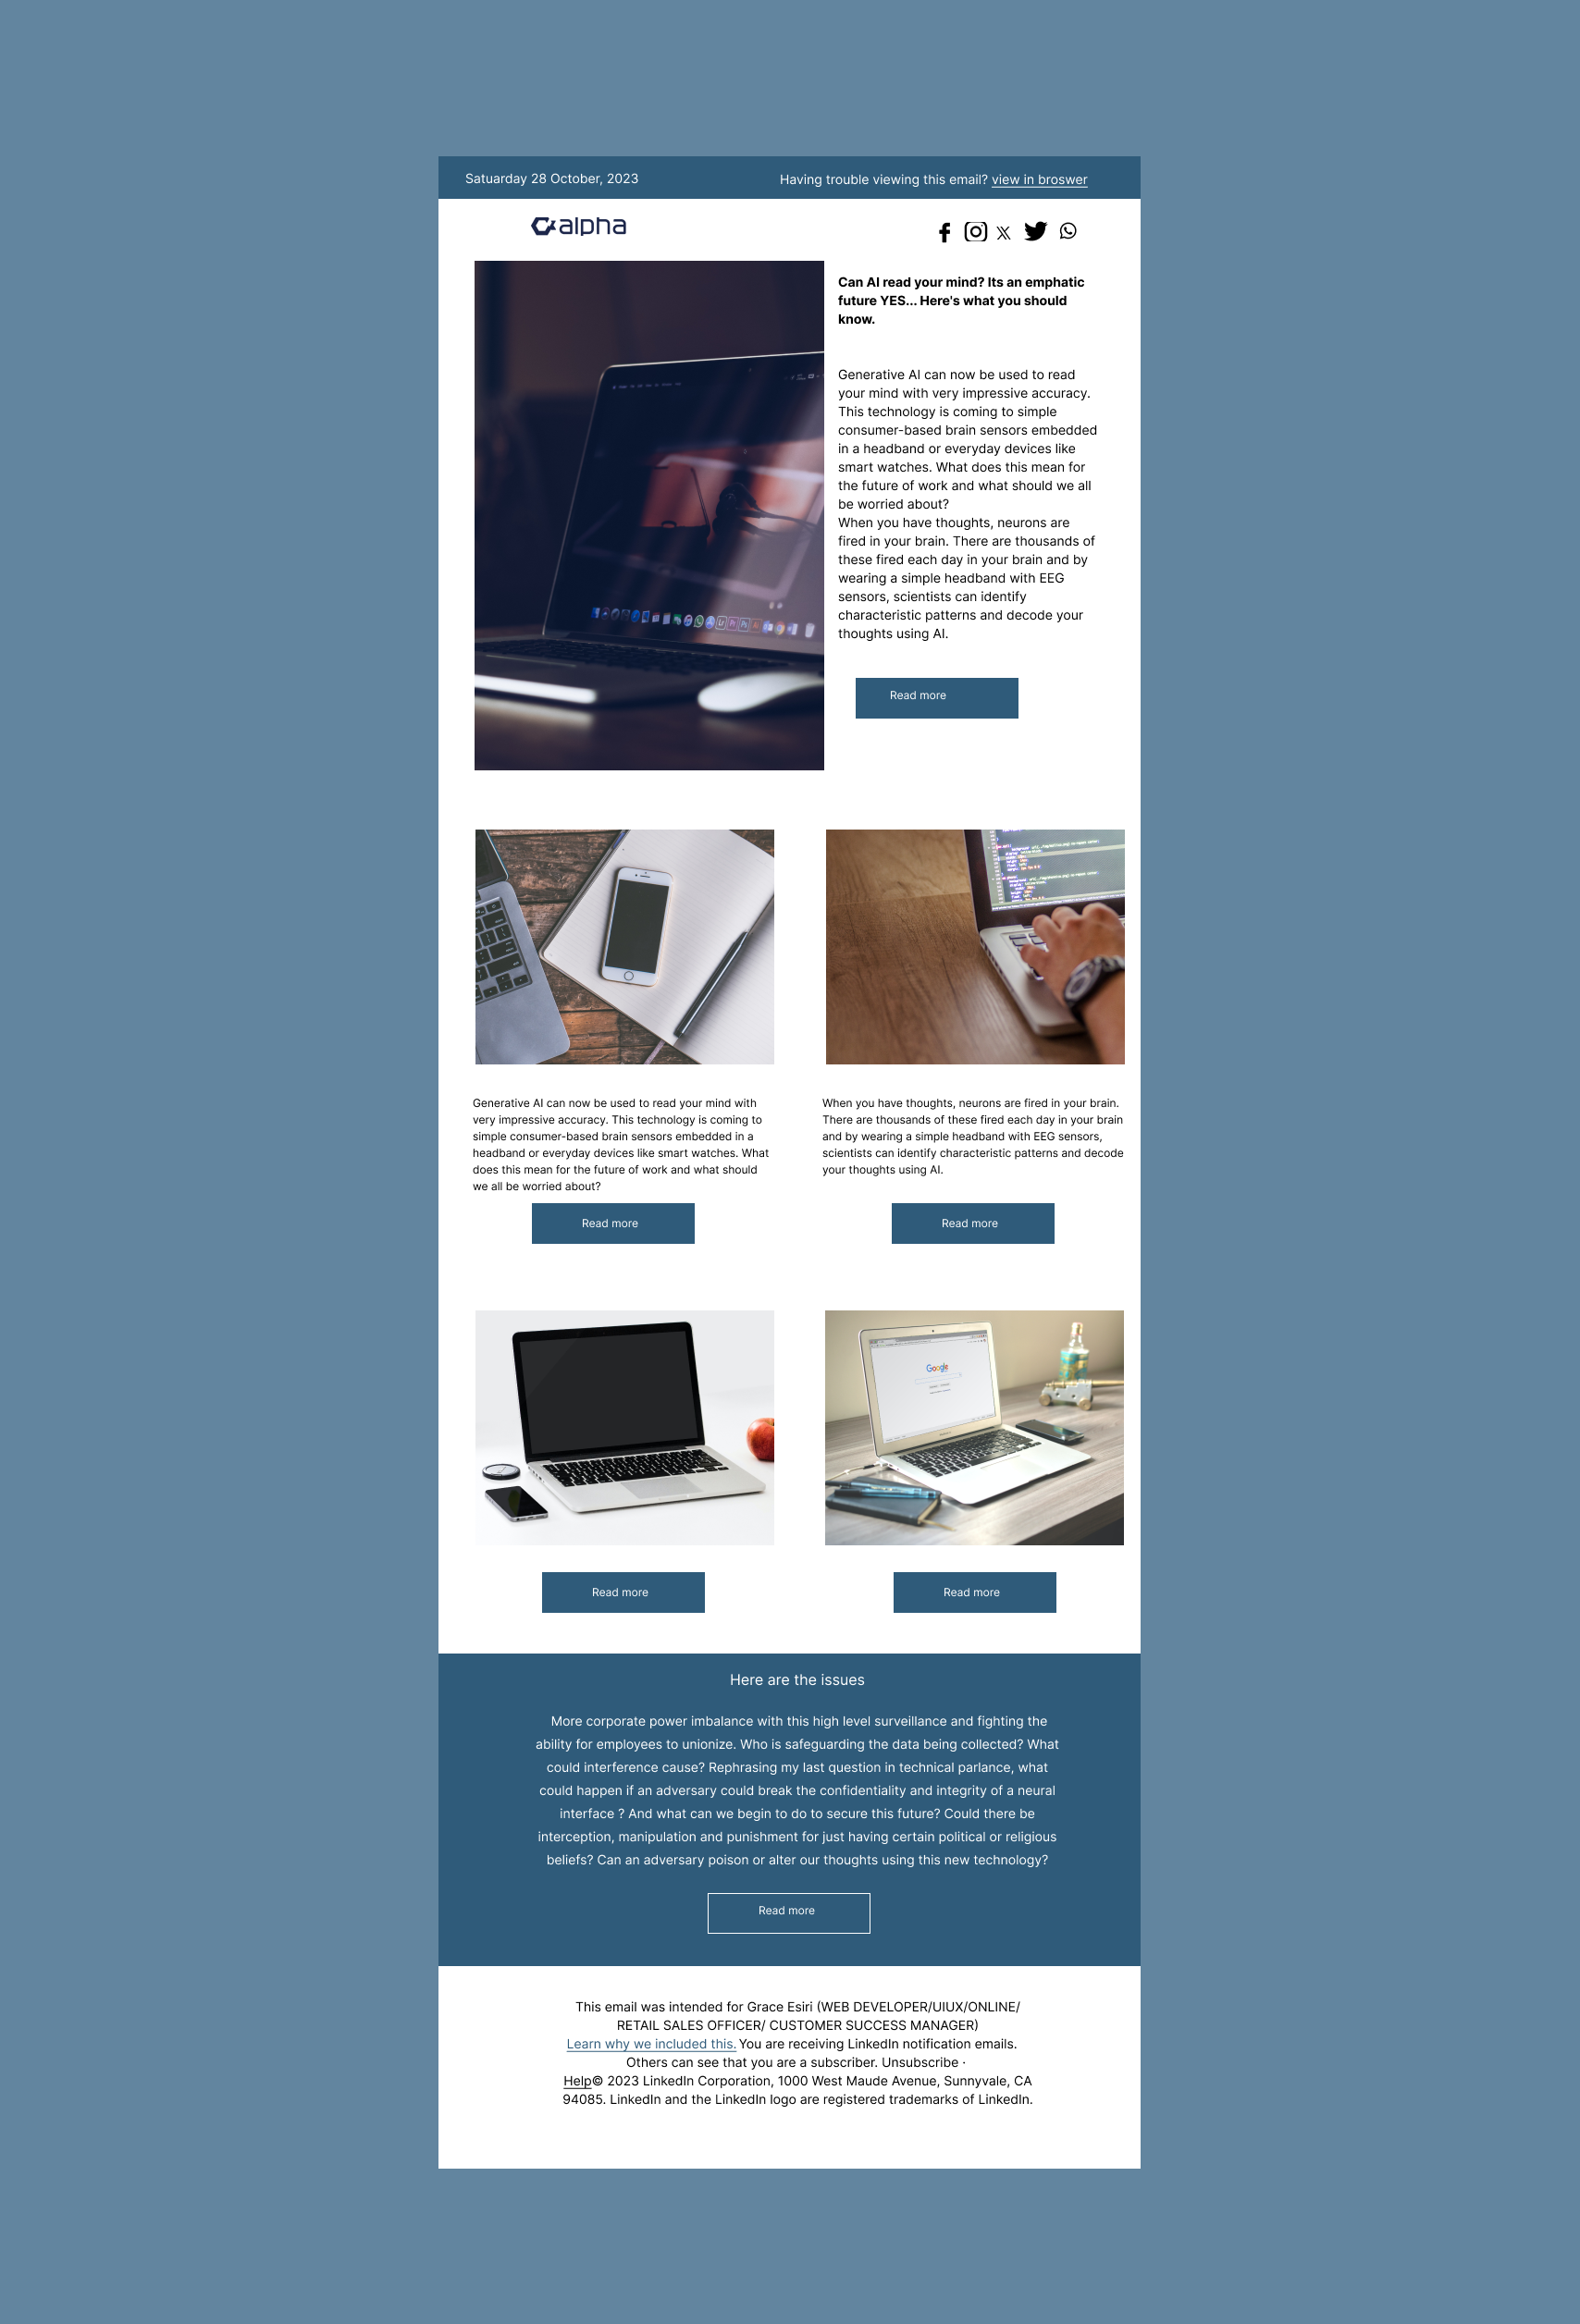 Satuarday 28 October, 2023
Having trouble viewing this email? view in broswer
alpha
Can AI read your mind? Its an emphatic
future YES... Here's what you should
know.
Generative AI can now be used to read
your mind with very impressive accuracy.
This technology is coming to simple
consumer-based brain sensors embedded
in a headband or everyday devices like
smart watches. What does this mean for
the future of work and what should we all
be worried about?
When you have thoughts, neurons are
fired in your brain. There are thousands of
these fired each day in your brain and by
wearing a simple headband with EEG
sensors, scientists can identify
characteristic patterns and decode your
thoughts using AI.
Read more
Generative AI can now be used to read your mind with
very impressive accuracy. This technology is coming to
simple consumer-based brain sensors embedded in a
headband or everyday devices like smart watches. What
does this mean for the future of work and what should
we all be worried about?
Read more
When you have thoughts, neurons are fired in your brain.
There are thousands of these fired each day in your brain
and by wearing a simple headband with EEG sensors,
scientists can identify characteristic patterns and decode
your thoughts using AI.
Read more
Google
Read more
Read more
Here are the issues
More corporate power imbalance with this high level surveillance and fighting the
ability for employees to unionize. Who is safeguarding the data being collected? What
could interference cause? Rephrasing my last question in technical parlance, what
could happen if an adversary could break the confidentiality and integrity of a neural
interface ? And what can we begin to do to secure this future? Could there be
interception, manipulation and punishment for just having certain political or religious
beliefs? Can an adversary poison or alter our thoughts using this new technology?
Read more
This email was intended for Grace Esiri (WEB DEVELOPER/UIUX/ONLINE/
RETAIL SALES OFFICER/ CUSTOMER SUCCESS MANAGER)
Learn why we included this. You are receiving LinkedIn notification emails.
Others can see that you are a subscriber. Unsubscribe ·
Help© 2023 LinkedIn Corporation, 1000 West Maude Avenue, Sunnyvale, CA
94085. LinkedIn and the LinkedIn logo are registered trademarks of LinkedIn.